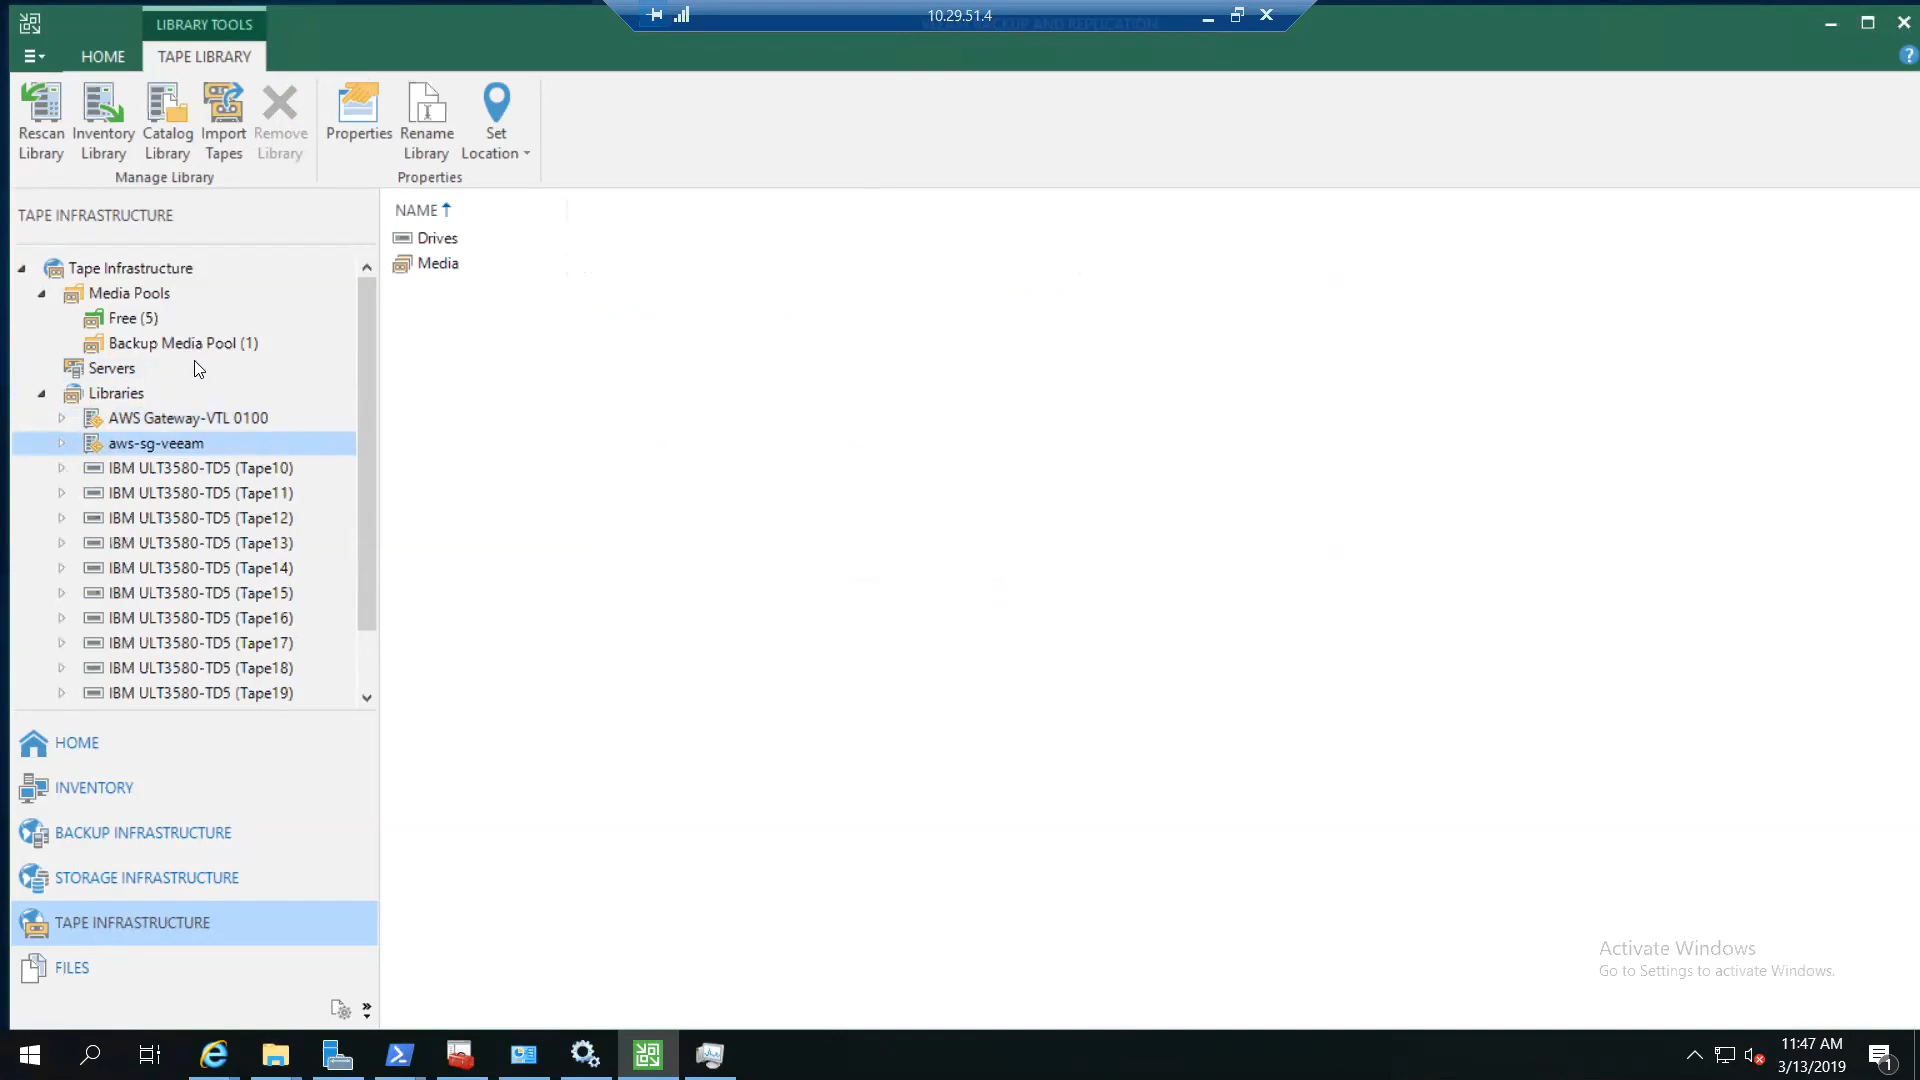 10.29.51.4
LIBRARY TOOLS
HOME
TAPE LIBRARY
Rescan Library
Inventory Library
Catalog Library
Import Tapes
Remove Library
Properties
Rename Library
Set Location
Manage Library
Properties
TAPE INFRASTRUCTURE
Tape Infrastructure
Media Pools
Free (5)
Backup Media Pool (1)
Servers
Libraries
AWS Gateway-VTL 0100
aws-sg-veeam
IBM ULT3580-TD5 (Tape10)
IBM ULT3580-TD5 (Tape11)
IBM ULT3580-TD5 (Tape12)
IBM ULT3580-TD5 (Tape13)
IBM ULT3580-TD5 (Tape14)
IBM ULT3580-TD5 (Tape15)
IBM ULT3580-TD5 (Tape16)
IBM ULT3580-TD5 (Tape17)
IBM ULT3580-TD5 (Tape18)
IBM ULT3580-TD5 (Tape19)
NAME
Drives
Media
HOME
INVENTORY
BACKUP INFRASTRUCTURE
STORAGE INFRASTRUCTURE
TAPE INFRASTRUCTURE
FILES
Activate Windows
Go to Settings to activate Windows.
11:47 AM
3/13/2019
1